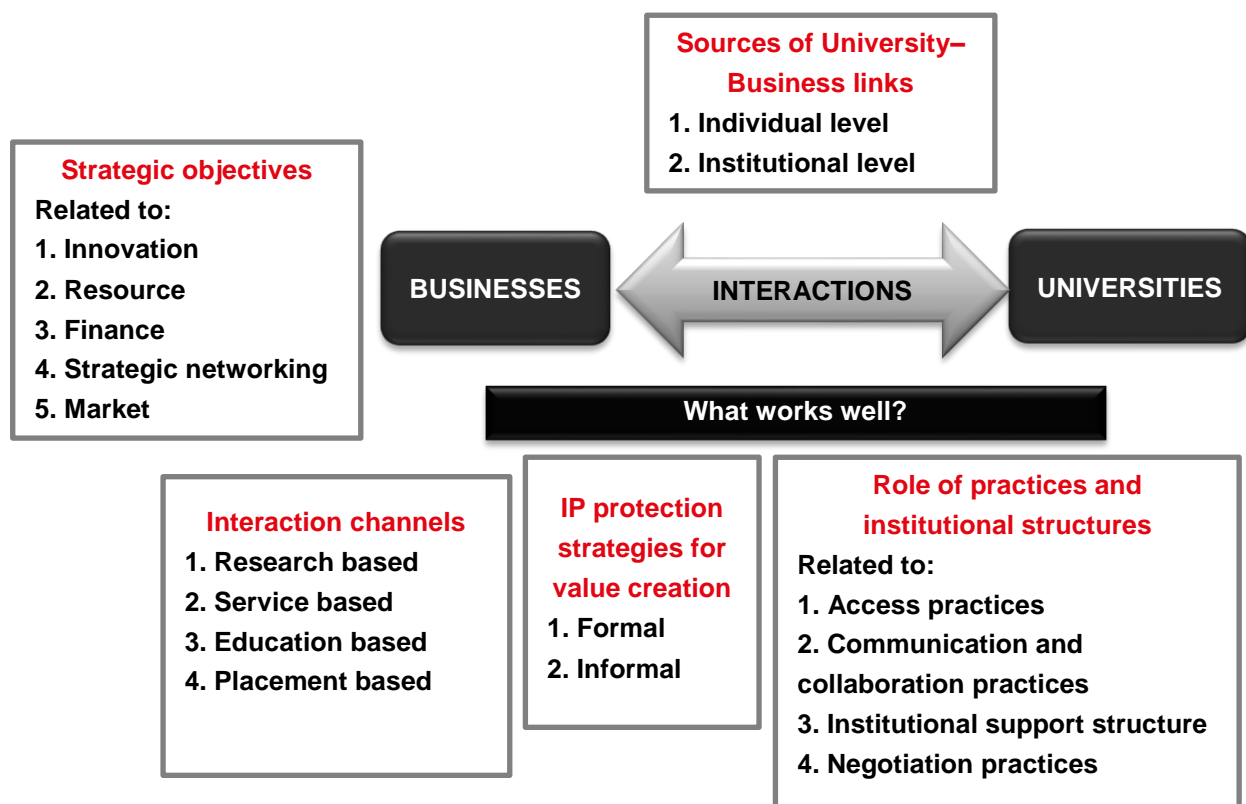 Sources of University–
Business links
1. Individual level
2. Institutional level
Strategic objectives
Related to:
1. Innovation
2. Resource
3. Finance
4. Strategic networking
5. Market
BUSINESSES
INTERACTIONS
UNIVERSITIES
What works well?
Interaction channels
1. Research based
2. Service based
3. Education based
4. Placement based
IP protection
strategies for
value creation
1. Formal
2. Informal
Role of practices and
institutional structures
Related to:
1. Access practices
2. Communication and
collaboration practices
3. Institutional support structure
4. Negotiation practices